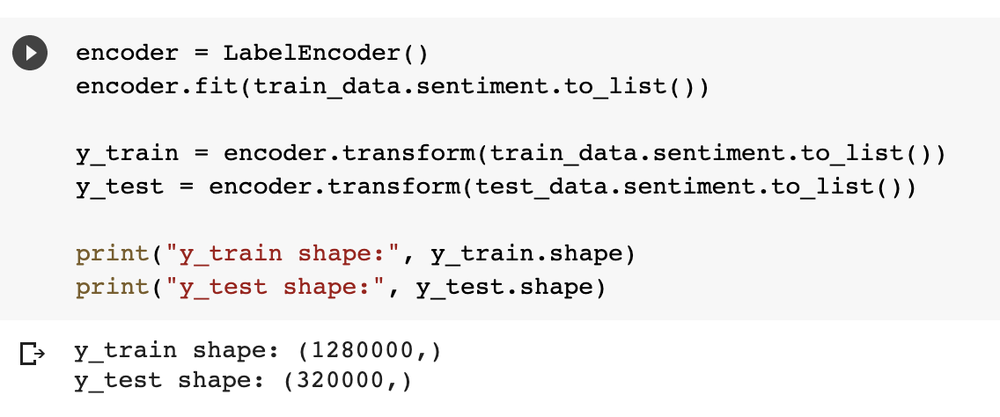 encoder = LabelEncoder()
encoder.fit(train_data.sentiment.to_list())
y_train = encoder.transform(train_data.sentiment.to_list())
y_test = encoder.transform(test_data.sentiment.to_list())
print("y_train shape:", y_train.shape)
print("y_test shape:", y_test.shape)
y_train shape: (1280000,)
y_test shape: (320000,)